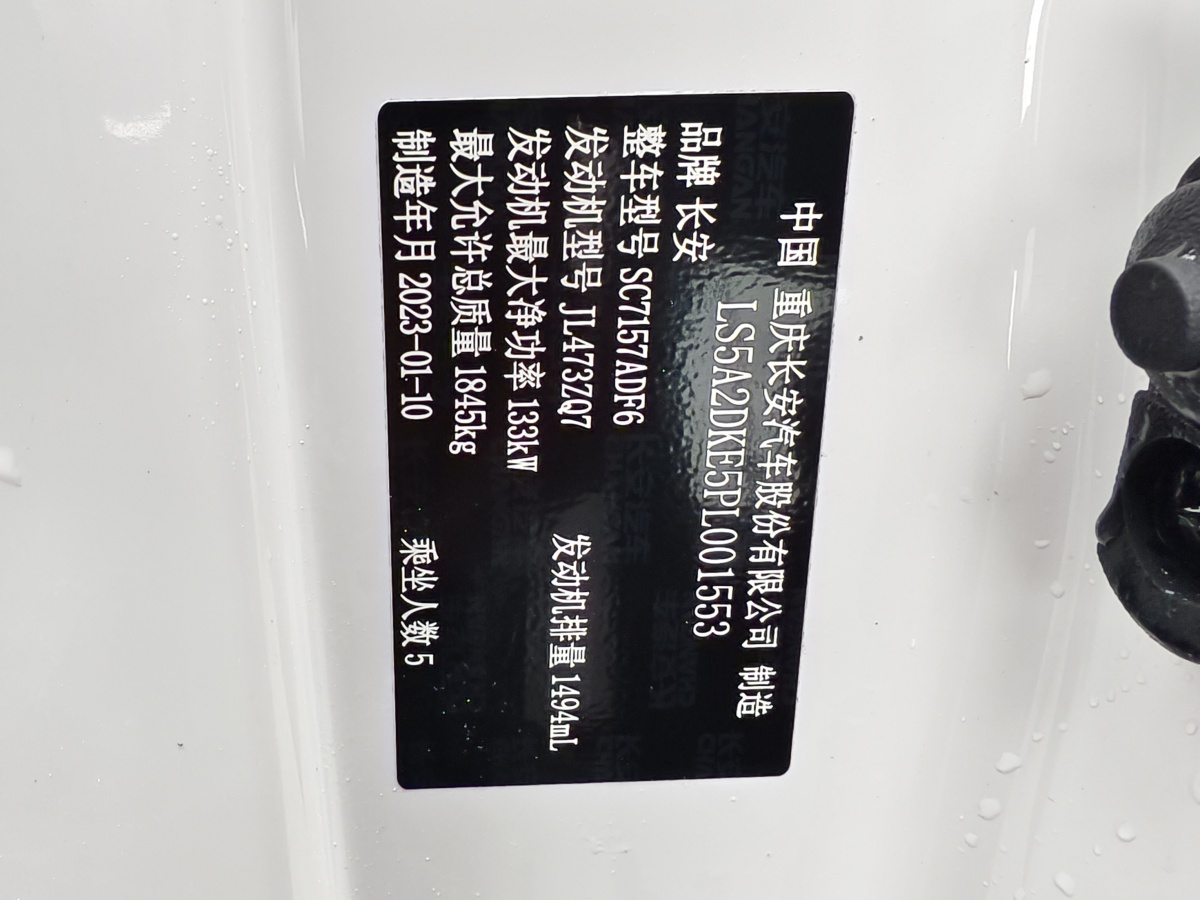 中国 重庆长安汽车股份有限公司 制造
LS5A2DKE5PL001553
品牌 长安
整车型号 SC7157ADF6
发动机型号 JL473ZQ7 发动机排量 1494mL
发动机最大净功率 133kW
最大允许总质量 1845kg
制造年月 2023-01-10 乘坐人数 5